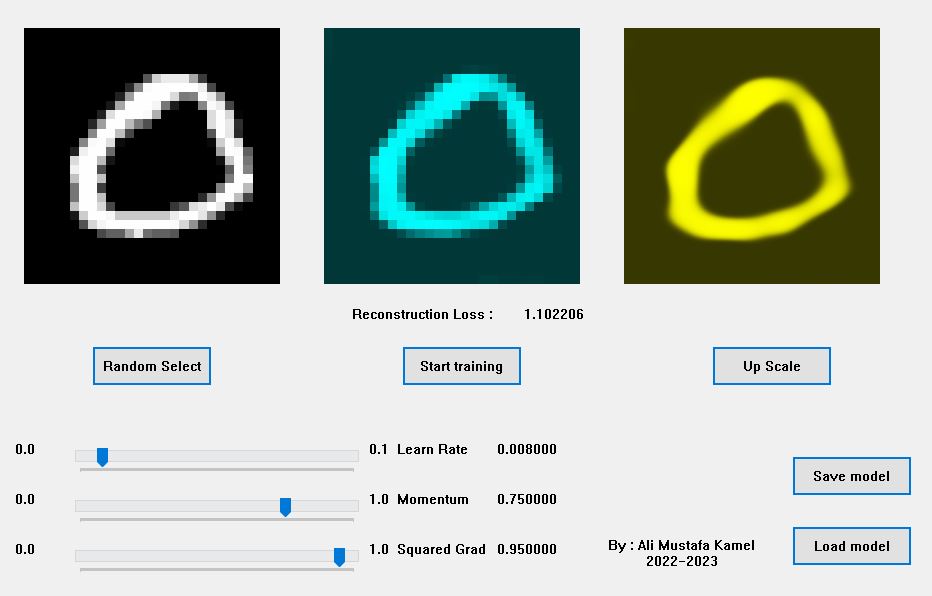 Reconstruction Loss : 1.102206
Random Select
Start training
Up Scale
0.0 0.1 Learn Rate 0.008000
0.0 1.0 Momentum 0.750000
0.0 1.0 Squared Grad 0.950000
Save model
By : Ali Mustafa Kamel
2022-2023
Load model